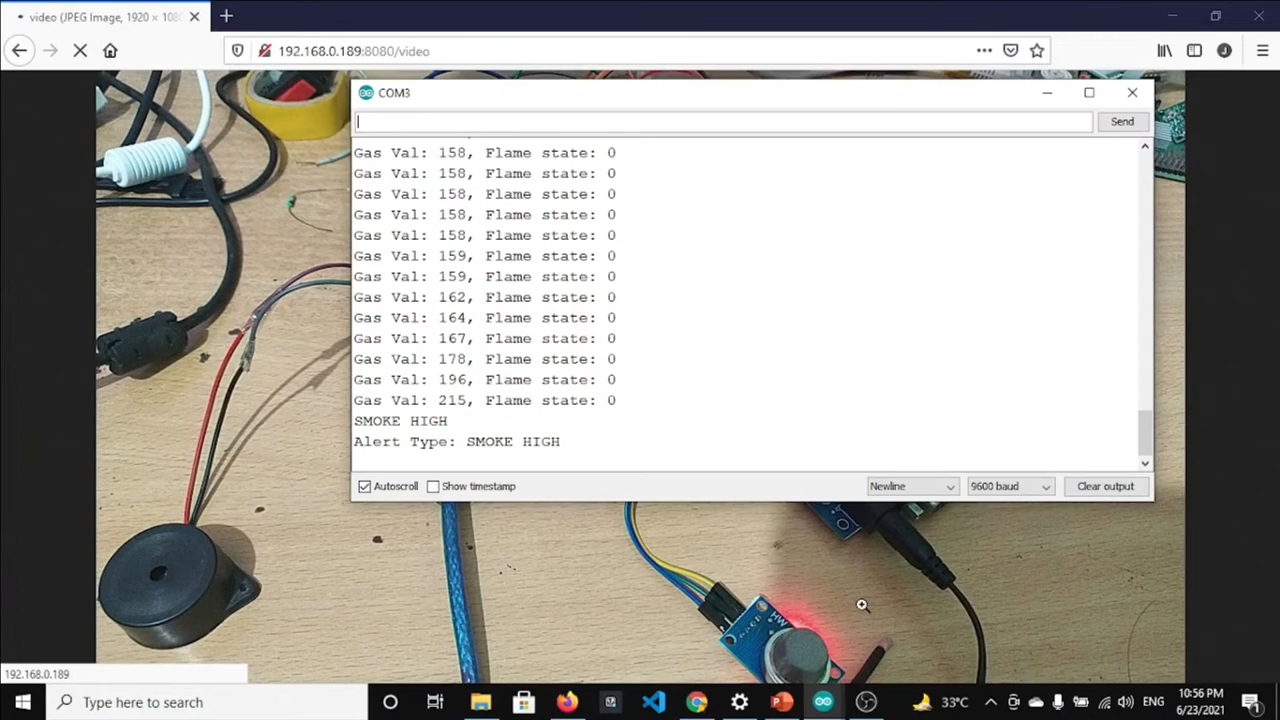 video (JPEG Image, 1920 × 1080
192.168.0.189:8080/video
COM3
Send
Gas Val: 158, Flame state: 0
Gas Val: 158, Flame state: 0
Gas Val: 158, Flame state: 0
Gas Val: 158, Flame state: 0
Gas Val: 158, Flame state: 0
Gas Val: 159, Flame state: 0
Gas Val: 159, Flame state: 0
Gas Val: 162, Flame state: 0
Gas Val: 164, Flame state: 0
Gas Val: 167, Flame state: 0
Gas Val: 178, Flame state: 0
Gas Val: 196, Flame state: 0
Gas Val: 215, Flame state: 0
SMOKE HIGH
Alert Type: SMOKE HIGH
Autoscroll Show timestamp Newline 9600 baud Clear output
HW
192.168.0.189
Type here to search 33°C ENG 10:56 PM
6/23/2021